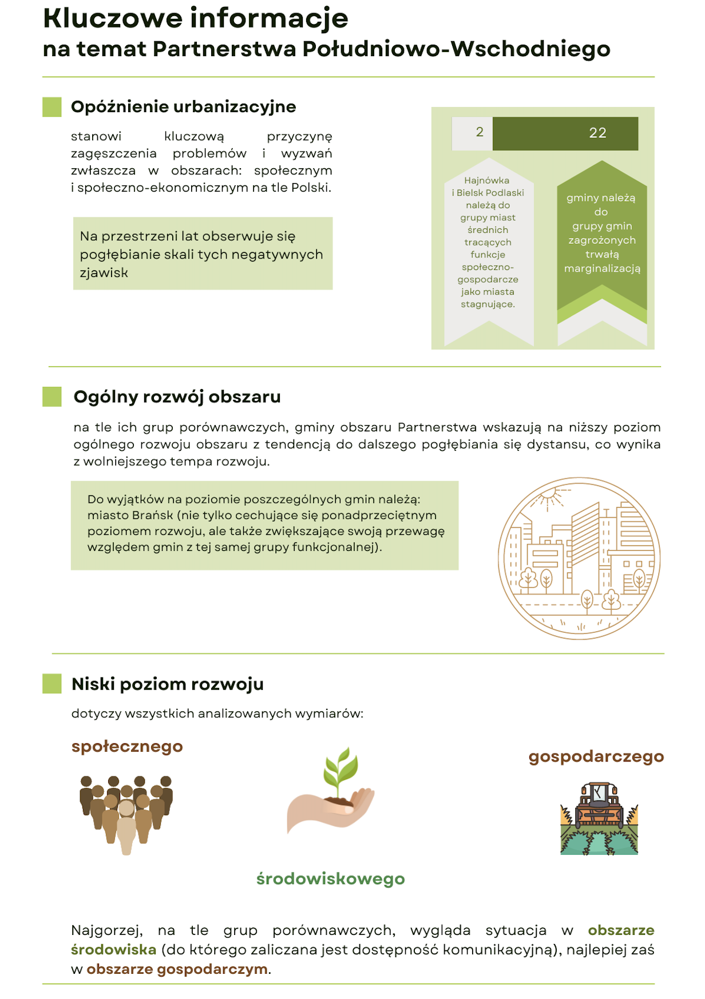 Kluczowe informacje
na temat Partnerstwa Południowo-Wschodniego
Opóźnienie urbanizacyjne
stanowi kluczową przyczynę
zagęszczenia problemów i wyzwań
zwłaszcza w obszarach: społecznym
i społeczno-ekonomicznym na tle Polski.
Na przestrzeni lat obserwuje się
pogłębianie skali tych negatywnych
zjawisk
2
22
Hajnówka
i Bielsk Podlaski
należą do
grupy miast
średnich
tracących
funkcje
społeczno-
gospodarcze
jako miasta
stagnujące.
gminy należą
do
grupy gmin
zagrożonych
trwałą
marginalizacją
Ogólny rozwój obszaru
na tle ich grup porównawczych, gminy obszaru Partnerstwa wskazują na niższy poziom
ogólnego rozwoju obszaru z tendencją do dalszego pogłębiania się dystansu, co wynika
z wolniejszego tempa rozwoju.
Do wyjątków na poziomie poszczególnych gmin należą:
miasto Brańsk (nie tylko cechujące się ponadprzeciętnym
poziomem rozwoju, ale także zwiększające swoją przewagę
względem gmin z tej samej grupy funkcjonalnej).
Niski poziom rozwoju
dotyczy wszystkich analizowanych wymiarów:
społecznego
gospodarczego
środowiskowego
Najgorzej, na tle grup porównawczych, wygląda sytuacja w obszarze
środowiska (do którego zaliczana jest dostępność komunikacyjną), najlepiej zaś
w obszarze gospodarczym.